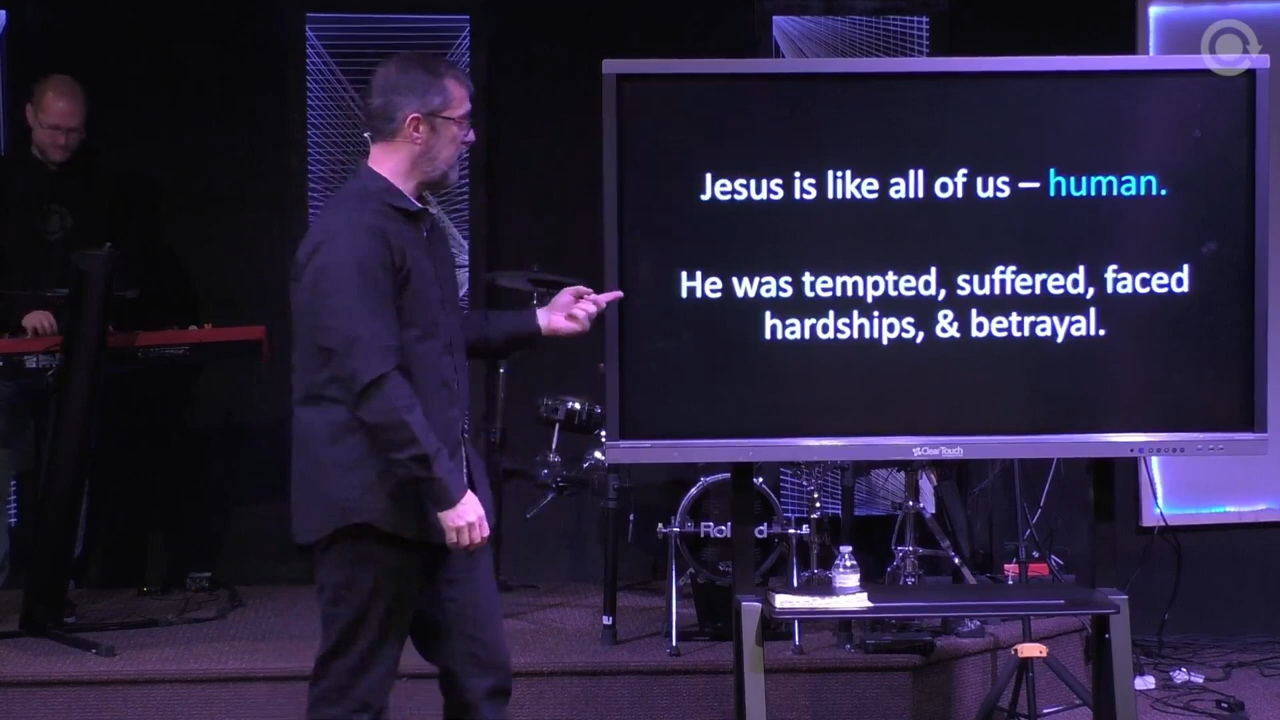 Jesus is like all of us – human.
He was tempted, suffered, faced
hardships, & betrayal.
ClearTouch
Roland